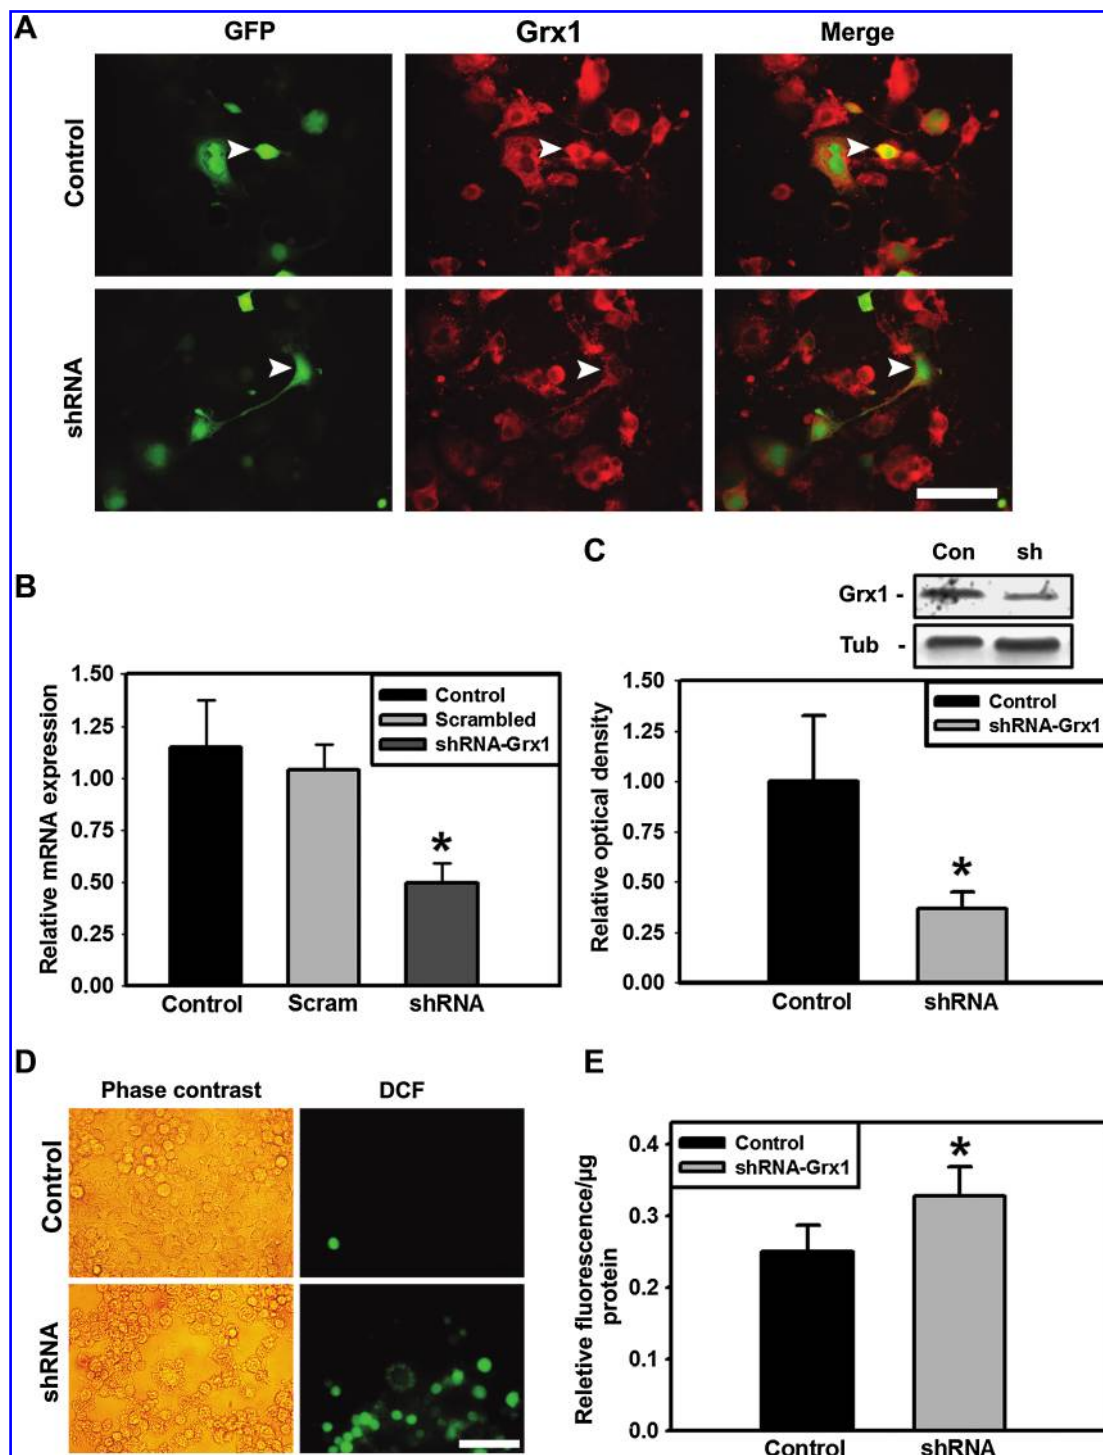 A
GFP Grx1 Merge
Control
shRNA
B
Relative mRNA expression
1.50
1.25
1.00
0.75
0.50
0.25
0.00
Control
Scrambled
shRNA-Grx1
*
Control Scram shRNA
C
Con sh
Grx1 -
Tub -
Relative optical density
1.50
1.25
1.00
0.75
0.50
0.25
0.00
Control
shRNA-Grx1
*
Control shRNA
D
Phase contrast DCF
Control
shRNA
E
Reletive fluorescence/µg
protein
0.4
0.3
0.2
0.1
0.0
Control
shRNA-Grx1
*
Control shRNA